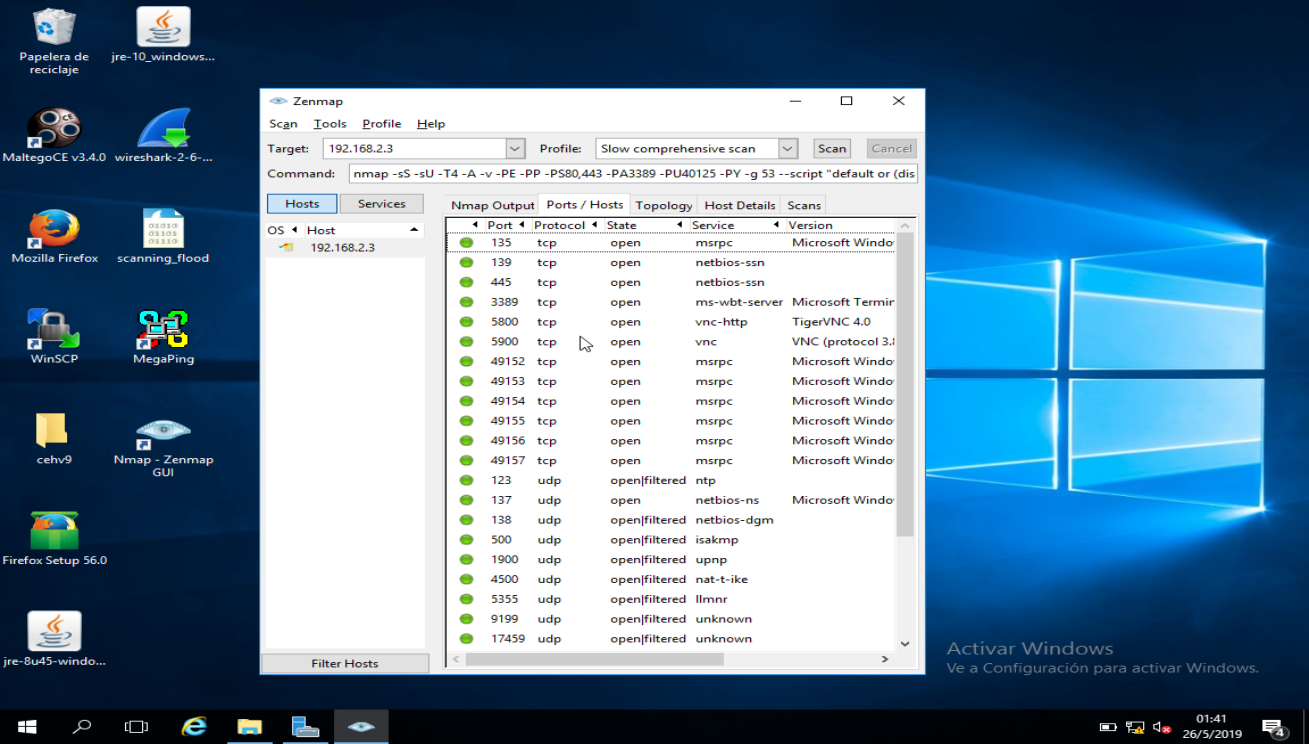 Papelera de
reciclaje
jre-10_windows...
MaltegoCE v3.4.0
wireshark-2-6-...
Mozilla Firefox
scanning_flood
WinSCP
MegaPing
cehv9
Nmap - Zenmap
GUI
Firefox Setup 56.0
jre-8u45-windo...
Zenmap
Scan Tools Profile Help
Target: 192.168.2.3 Profile: Slow comprehensive scan Scan Cancel
Command: nmap -sS -sU -T4 -A -v -PE -PP -PS80,443 -PA3389 -PU40125 -PY -g 53 --script "default or (dis
Hosts Services
Nmap Output Ports / Hosts Topology Host Details Scans
OS Host
192.168.2.3
Port Protocol State Service Version
135 tcp open msrpc Microsoft Windo
139 tcp open netbios-ssn
445 tcp open netbios-ssn
3389 tcp open ms-wbt-server Microsoft Termin
5800 tcp open vnc-http TigerVNC 4.0
5900 tcp open vnc VNC (protocol 3.8
49152 tcp open msrpc Microsoft Windo
49153 tcp open msrpc Microsoft Windo
49154 tcp open msrpc Microsoft Windo
49155 tcp open msrpc Microsoft Windo
49156 tcp open msrpc Microsoft Windo
49157 tcp open msrpc Microsoft Windo
123 udp open|filtered ntp
137 udp open netbios-ns Microsoft Windo
138 udp open|filtered netbios-dgm
500 udp open|filtered isakmp
1900 udp open|filtered upnp
4500 udp open|filtered nat-t-ike
5355 udp open|filtered llmnr
9199 udp open|filtered unknown
17459 udp open|filtered unknown
Filter Hosts
Activar Windows
Ve a Configuración para activar Windows.
01:41
26/5/2019
4